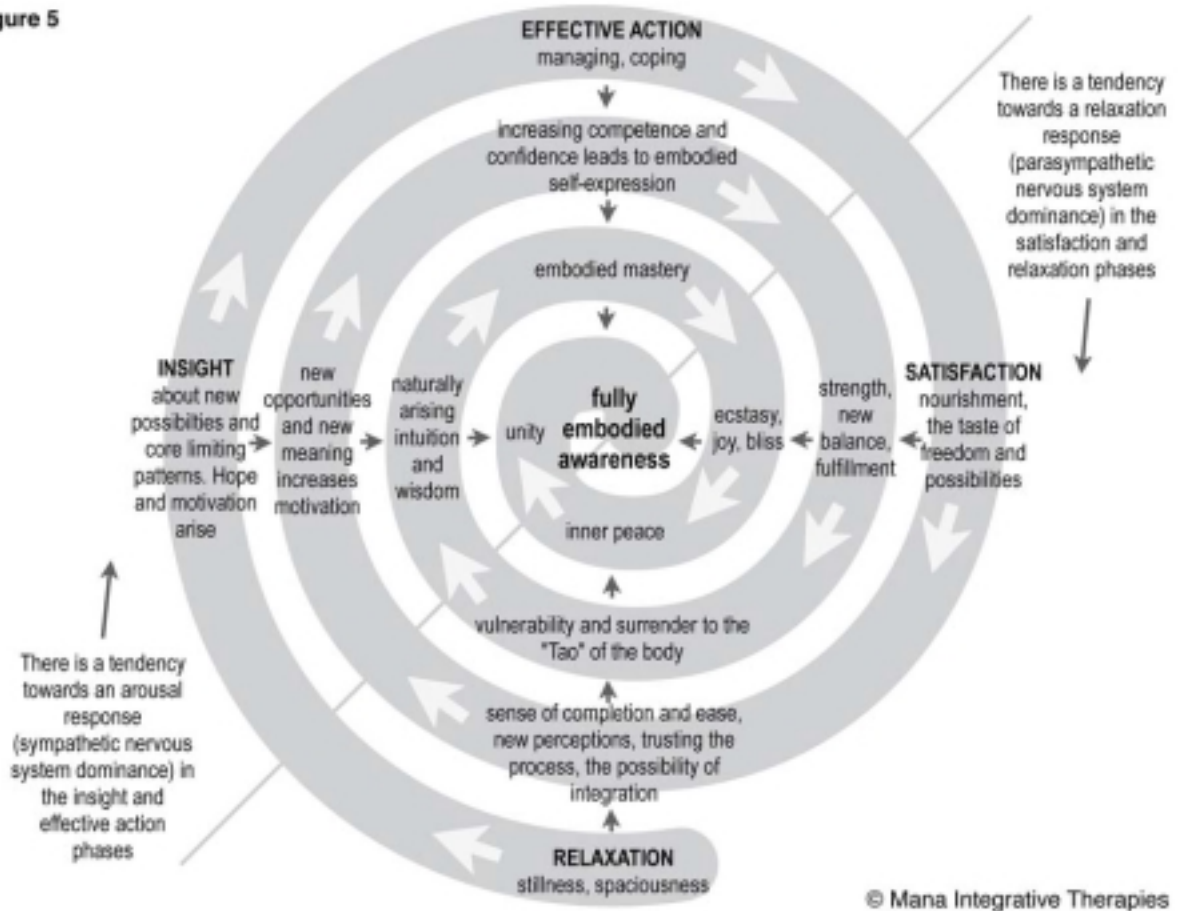 gure 5
EFFECTIVE ACTION
managing, coping
increasing competence and
confidence leads to embodied
self-expression
embodied mastery
There is a tendency
towards a relaxation
response
(parasympathetic
nervous system
dominance) in the
satisfaction and
relaxation phases
INSIGHT
about new
possibilties and
core limiting
patterns. Hope
and motivation
arise
new
opportunities
and new
meaning
increases
motivation
naturally
arising
intuition
and
wisdom
unity
fully
embodied
awareness
ecstasy,
joy, bliss
strength,
new
balance,
fulfillment
SATISFACTION
nourishment,
the taste of
freedom and
possibilities
inner peace
vulnerability and surrender to the
"Tao" of the body
sense of completion and ease,
new perceptions, trusting the
process, the possibility of
integration
RELAXATION
stillness, spaciousness
There is a tendency
towards an arousal
response
(sympathetic nervous
system dominance) in
the insight and
effective action
phases
© Mana Integrative Therapies